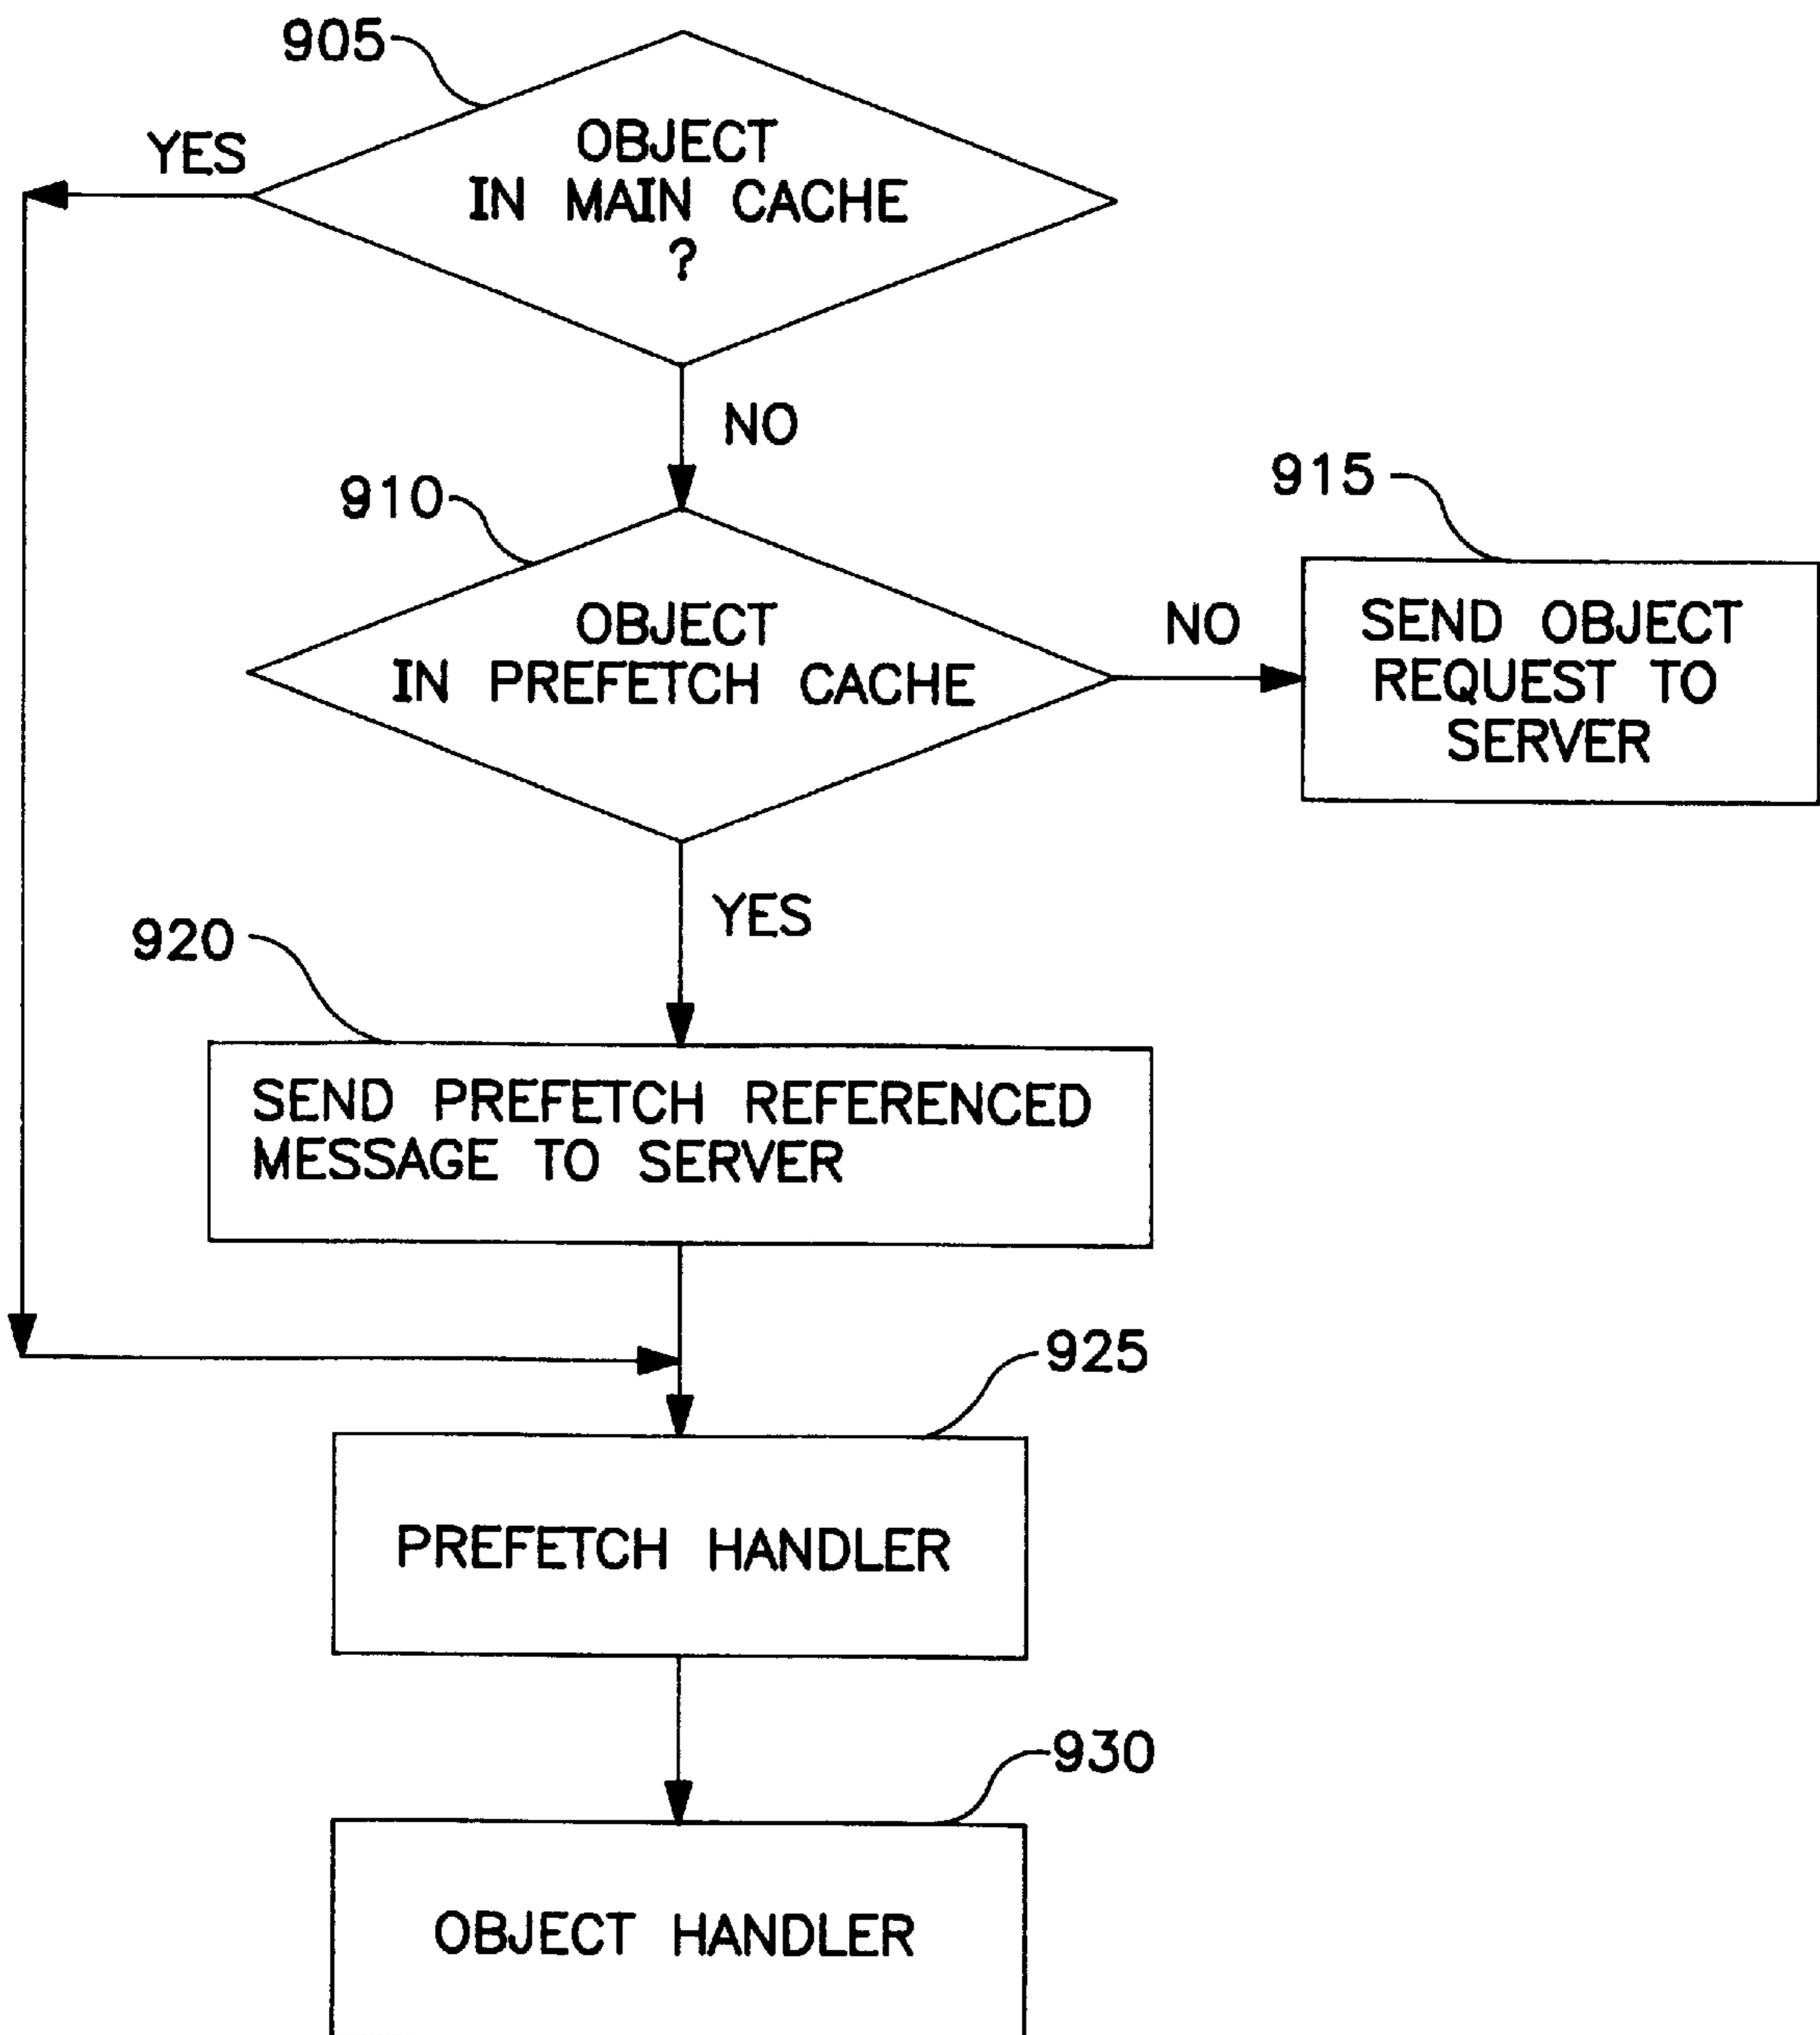 905
YES
OBJECT
IN MAIN CACHE
?
NO
910
915
OBJECT
IN PREFETCH CACHE
NO
SEND OBJECT
REQUEST TO
SERVER
YES
920
SEND PREFETCH REFERENCED
MESSAGE TO SERVER
925
PREFETCH HANDLER
930
OBJECT HANDLER